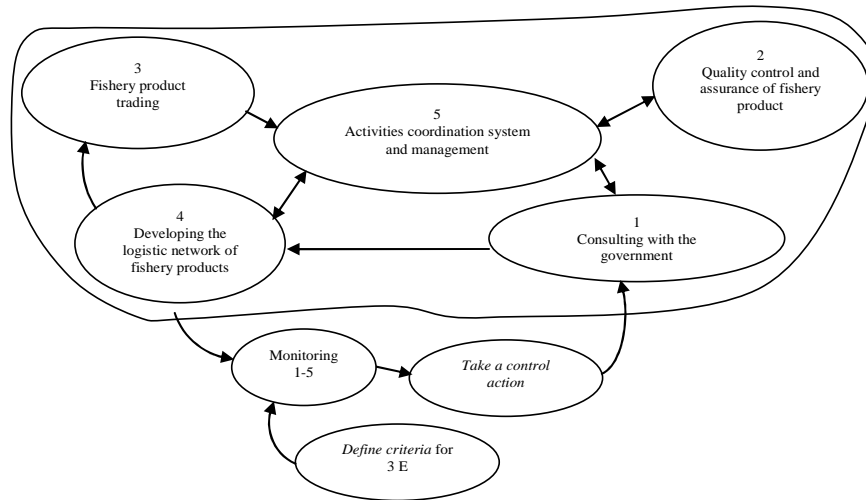 3
Fishery product
trading
2
Quality control and
assurance of fishery
product
5
Activities coordination system
and management
4
Developing the
logistic network of
fishery products
1
Consulting with the
government
Monitoring
1-5
Take a control
action
Define criteria for
3 E